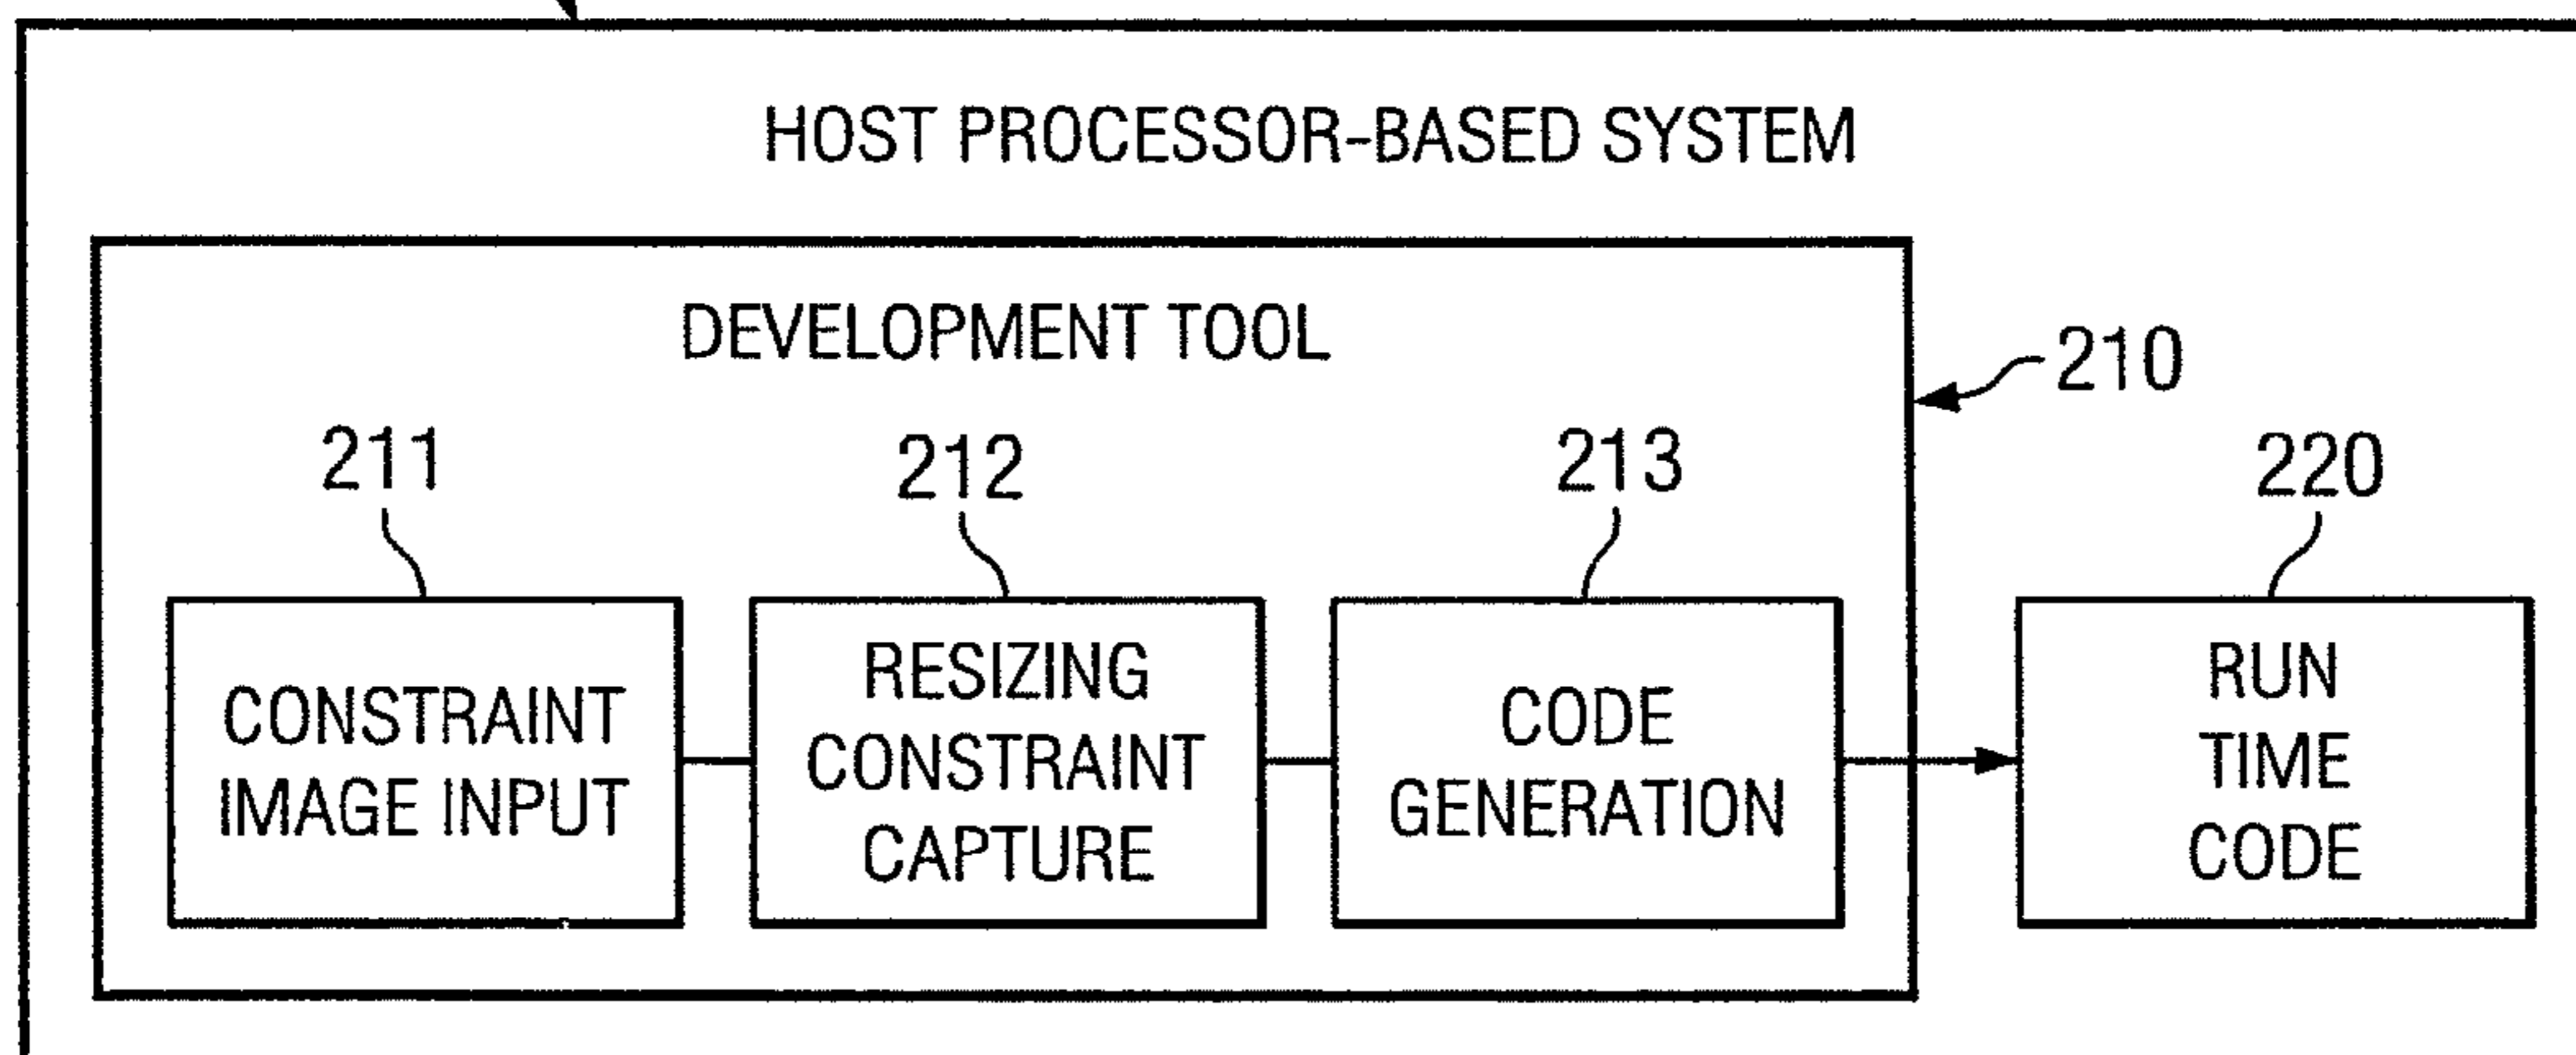 HOST PROCESSOR-BASED SYSTEM
DEVELOPMENT TOOL
210
211
212
213
220
CONSTRAINT
IMAGE INPUT
RESIZING
CONSTRAINT
CAPTURE
CODE
GENERATION
RUN
TIME
CODE